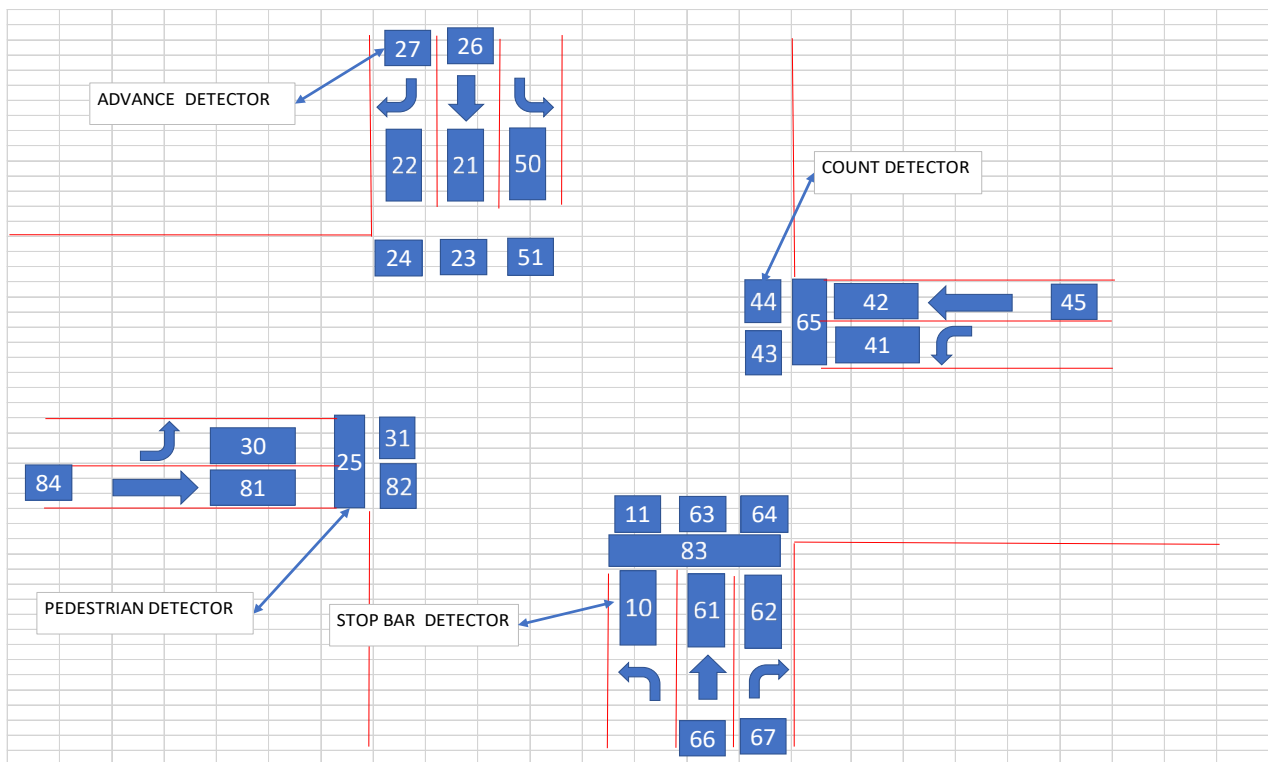 27 26
ADVANCE DETECTOR
22 21 50
COUNT DETECTOR
24 23 51
44 65 42 45
43 41
30 25 31
84 81 82
11 63 64
83
PEDESTRIAN DETECTOR
STOP BAR DETECTOR
10 61 62
66 67